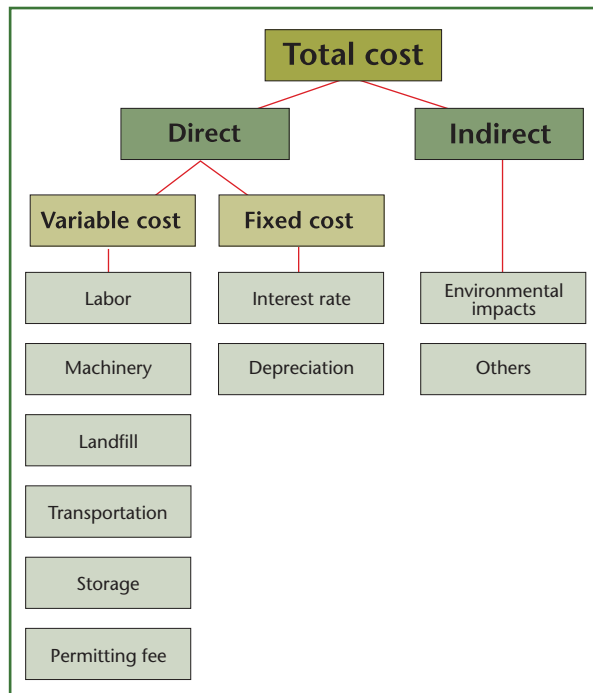 Total cost
Direct
Indirect
Variable cost
Fixed cost
Labor
Machinery
Landfill
Transportation
Storage
Permitting fee
Interest rate
Depreciation
Environmental
impacts
Others